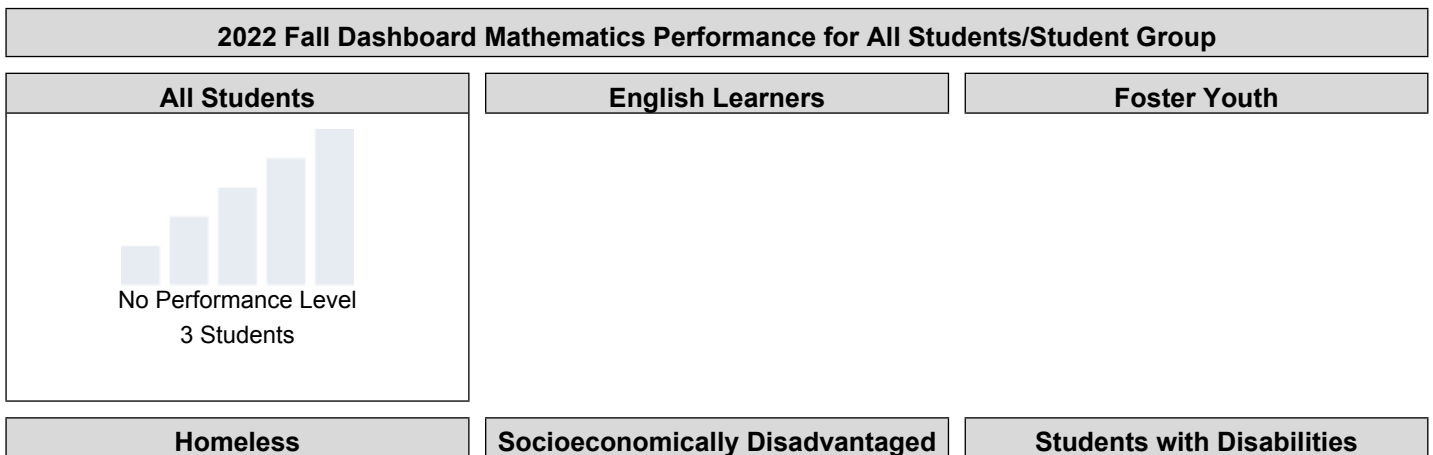 2022 Fall Dashboard Mathematics Performance for All Students/Student Group
All Students
English Learners
Foster Youth
No Performance Level
3 Students
Homeless
Socioeconomically Disadvantaged
Students with Disabilities